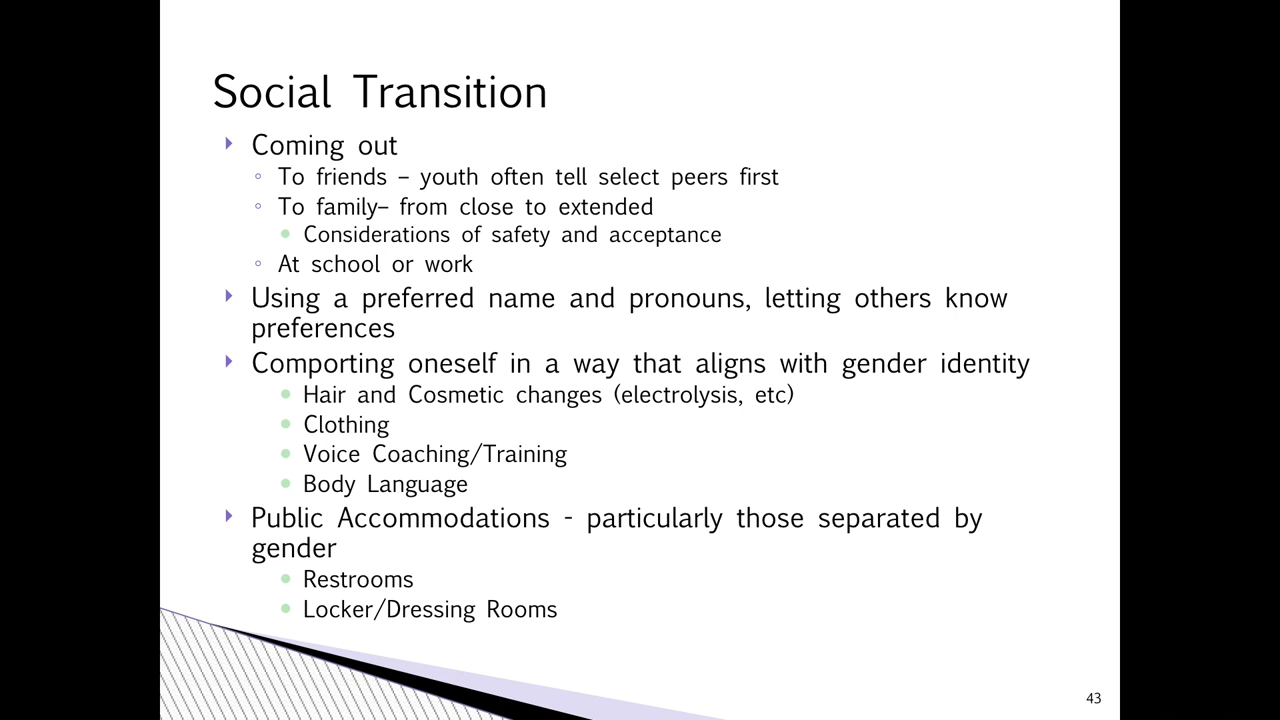 Social Transition
Coming out
To friends – youth often tell select peers first
To family– from close to extended
Considerations of safety and acceptance
At school or work
Using a preferred name and pronouns, letting others know
preferences
Comporting oneself in a way that aligns with gender identity
Hair and Cosmetic changes (electrolysis, etc)
Clothing
Voice Coaching/Training
Body Language
Public Accommodations - particularly those separated by
gender
Restrooms
Locker/Dressing Rooms
43